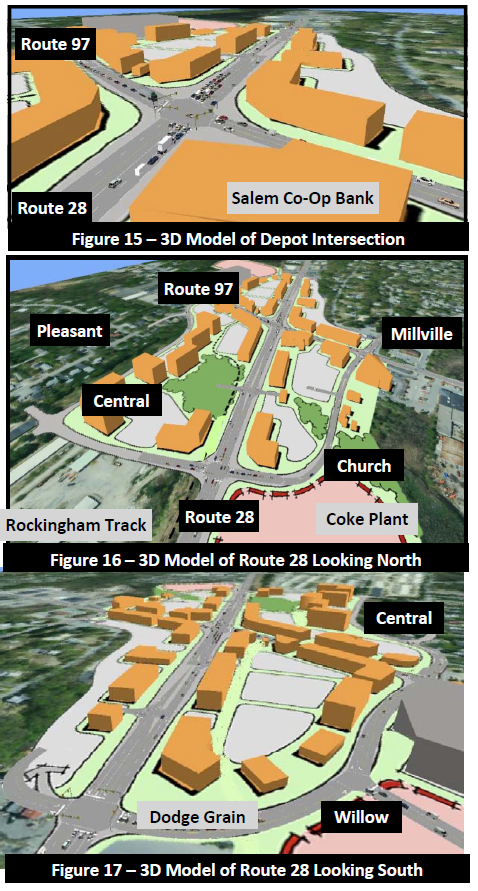 Route 97
Salem Co-Op Bank
Route 28
Figure 15 – 3D Model of Depot Intersection
Route 97
Pleasant
Millville
Central
Church
Rockingham Track
Route 28
Coke Plant
Figure 16 – 3D Model of Route 28 Looking North
Central
Dodge Grain
Willow
Figure 17 – 3D Model of Route 28 Looking South